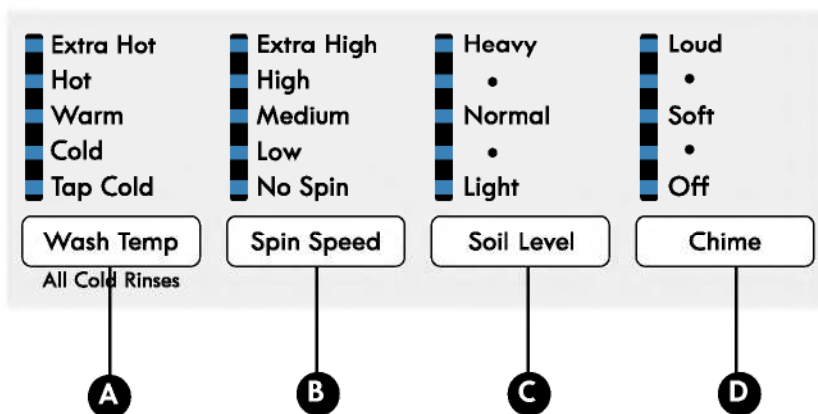 Extra Hot
Hot
Warm
Cold
Tap Cold
Wash Temp
All Cold Rinses
Extra High
High
Medium
Low
No Spin
Spin Speed
Heavy
•
Normal
•
Light
Soil Level
Loud
•
Soft
•
Off
Chime
A
B
C
D